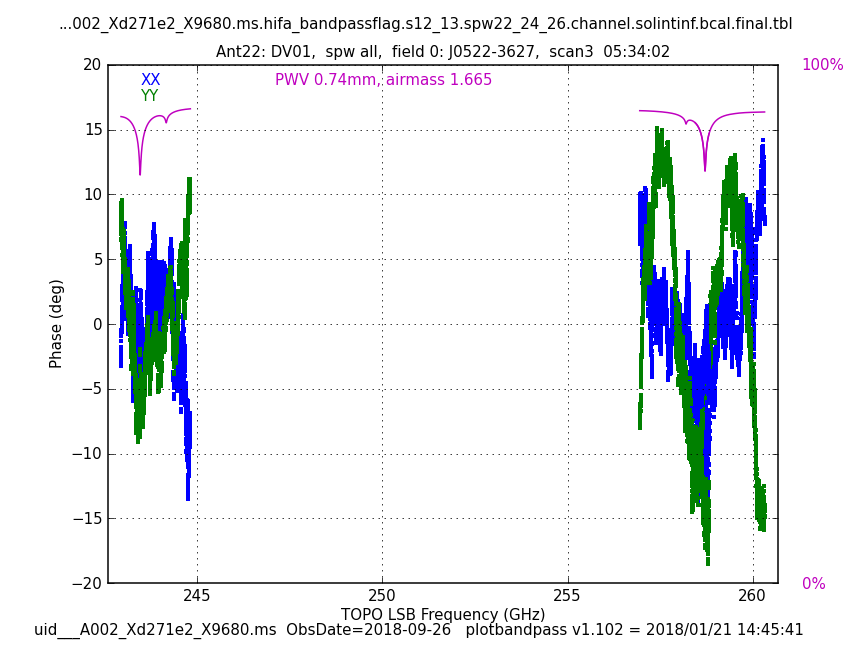 ...002_Xd271e2_X9680.ms.hifa_bandpassflag.s12_13.spw22_24_26.channel.solintinf.bcal.final.tbl
Ant22: DV01,  spw all,  field 0: J0522-3627,  scan3  05:34:02
20
15
10
5
0
−5
−10
−15
−20
Phase (deg)
XX
YY
PWV 0.74mm, airmass 1.665
100%
0%
245
250
255
260
TOPO LSB Frequency (GHz)
uid___A002_Xd271e2_X9680.ms  ObsDate=2018-09-26   plotbandpass v1.102 = 2018/01/21 14:45:41